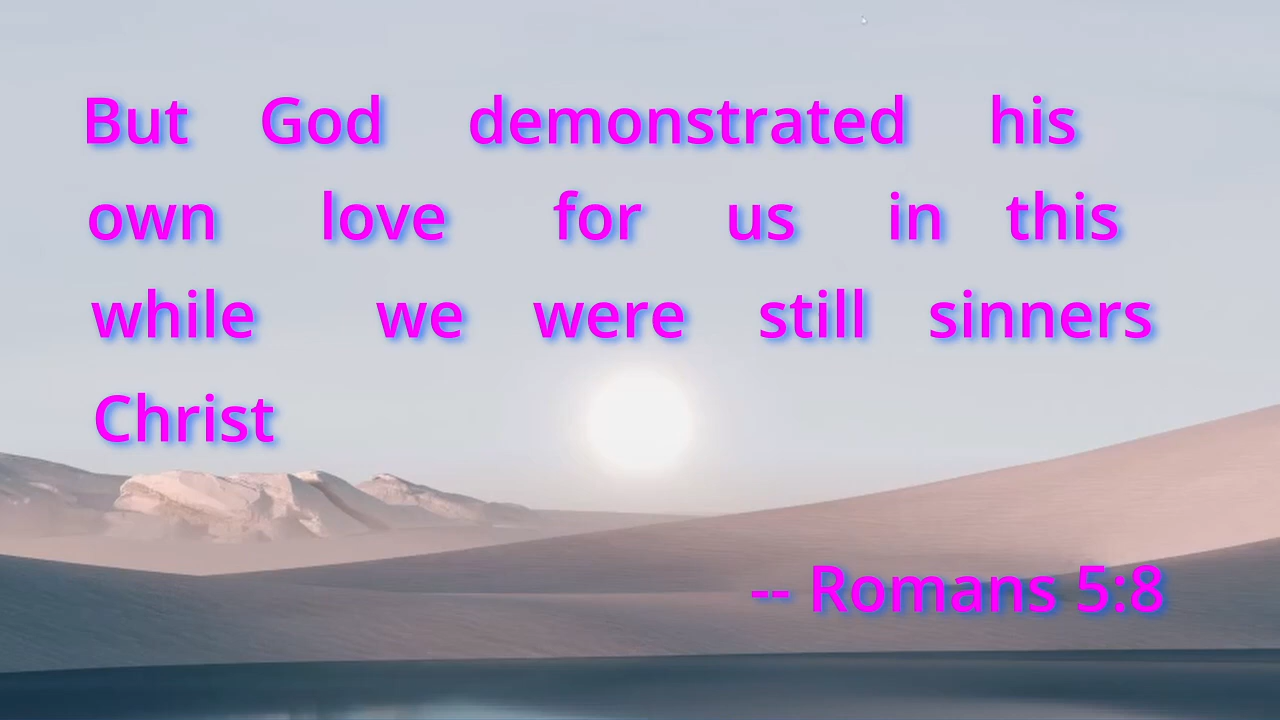 But God demonstrated his
own love for us in this
while we were still sinners
Christ
-- Romans 5:8